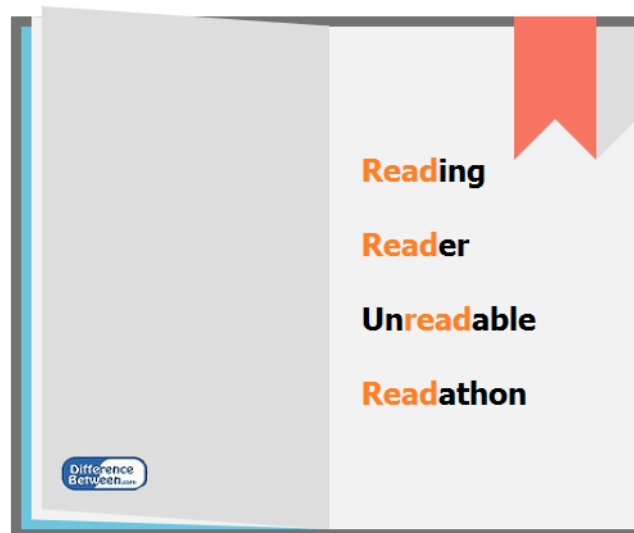 Reading
Reader
Unreadable
Readathon
Difference
Between.com